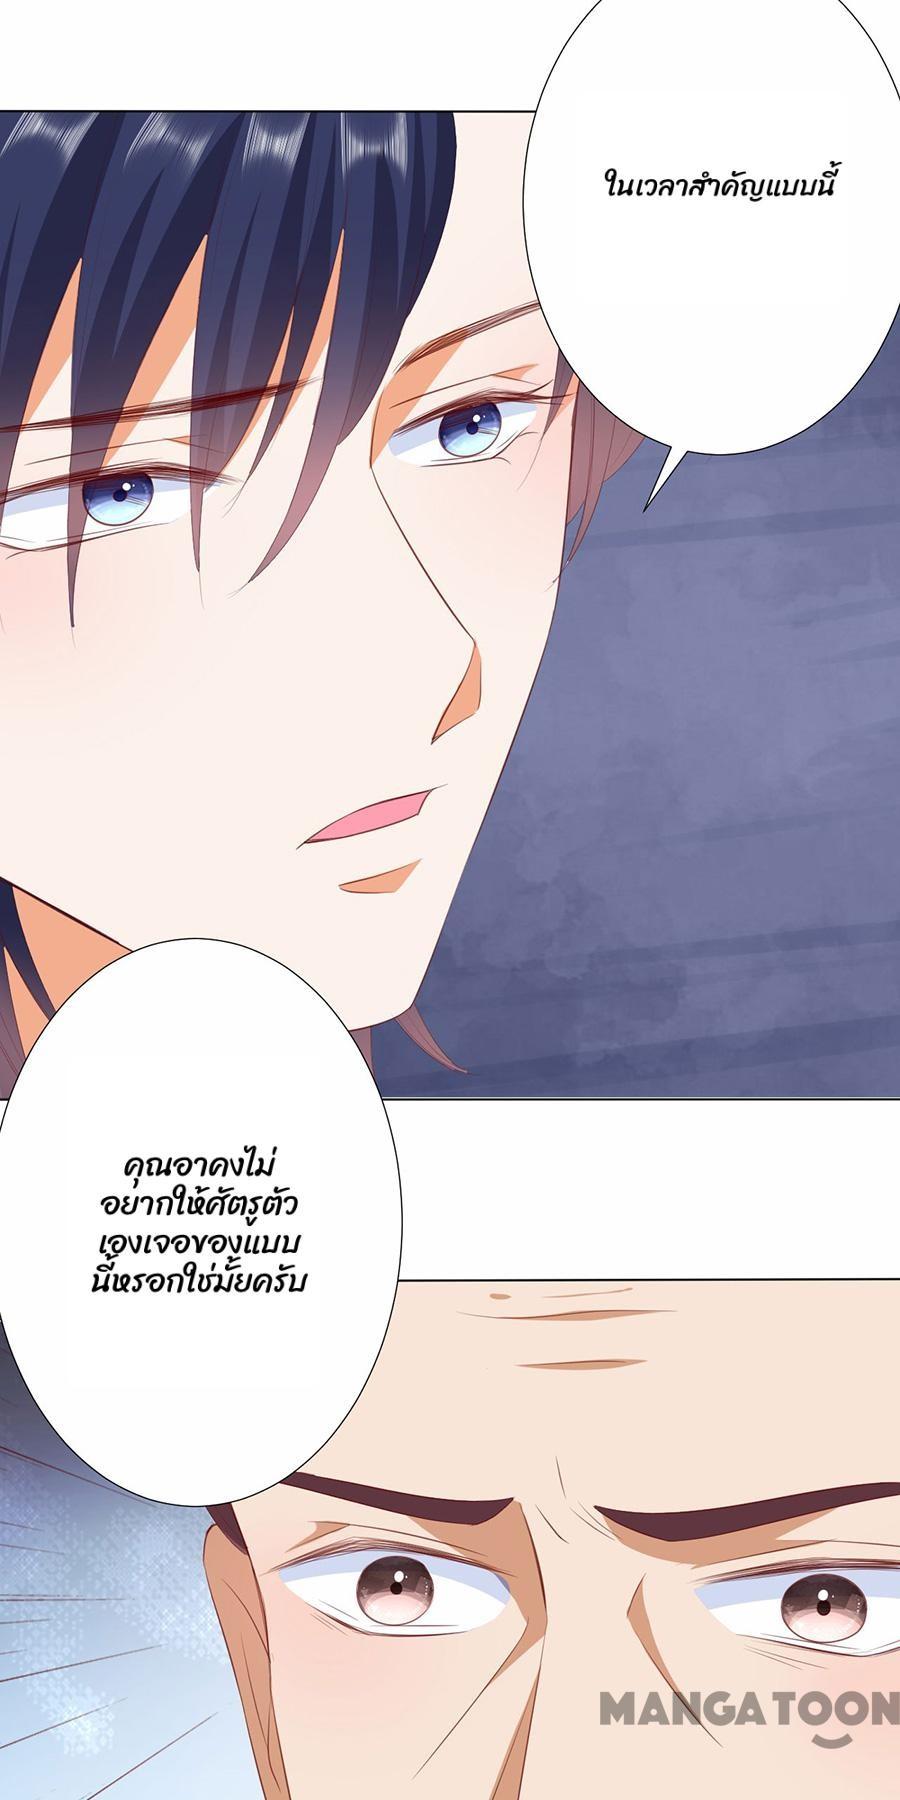 ในเวลาสำคัญแบบนี้
คุณอาคงไม่
อยากให้ศัตรูตัว
เองเจอของแบบ
นี้หรอกใช่มั้ยครับ
MANGATOON